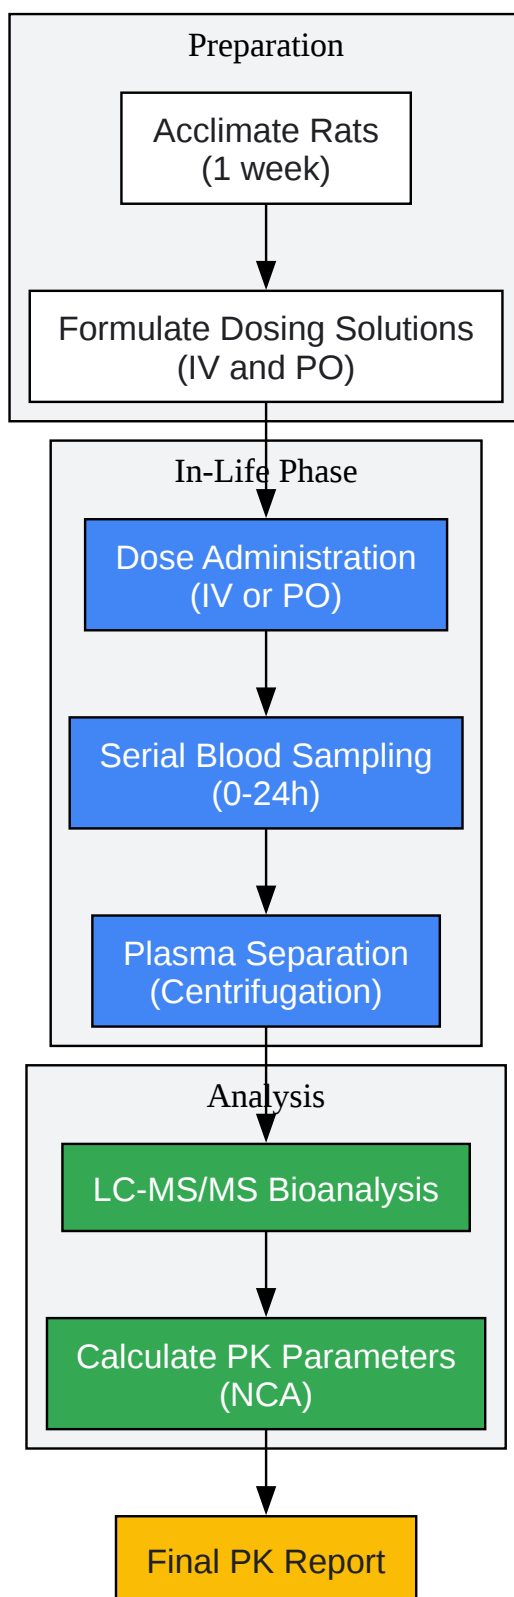 Preparation
Acclimate Rats
(1 week)
Formulate Dosing Solutions
(IV and PO)
In-Life Phase
Dose Administration
(IV or PO)
Serial Blood Sampling
(0-24h)
Plasma Separation
(Centrifugation)
Analysis
LC-MS/MS Bioanalysis
Calculate PK Parameters
(NCA)
Final PK Report